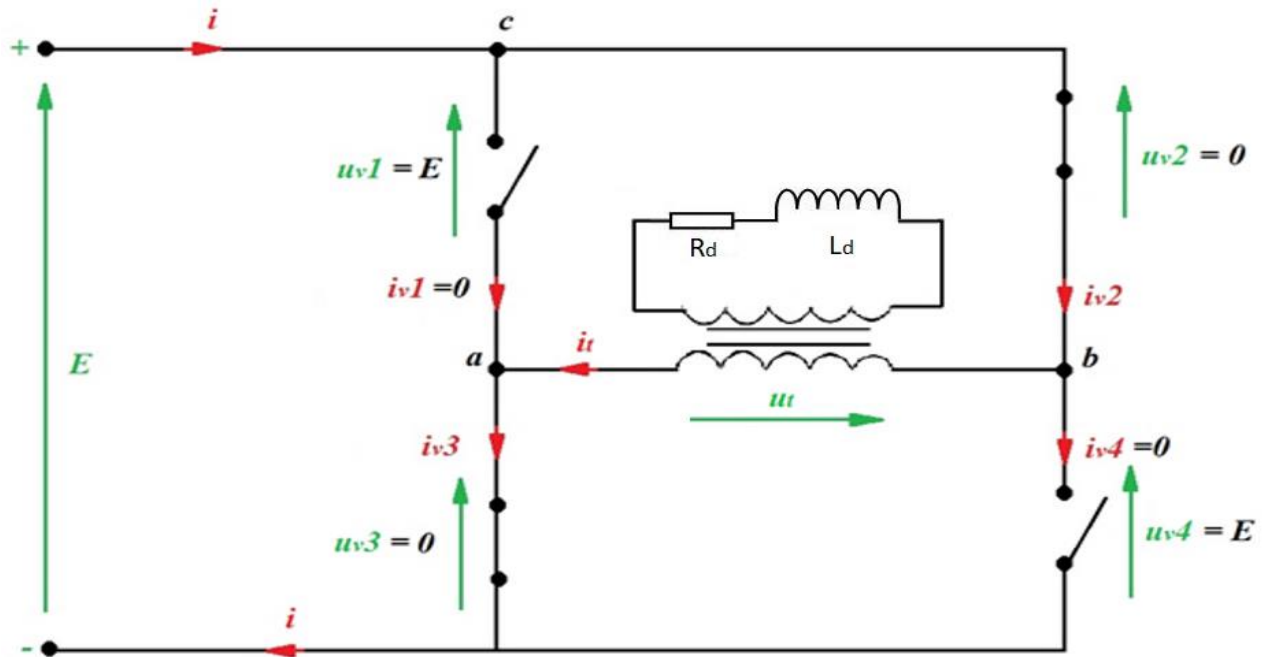 i
c
+
uv1 = E
uv2 = 0
Rd
Ld
iv1 =0
iv2
a
it
b
E
ut
iv3
iv4 =0
uv3 = 0
uv4 = E
i
-